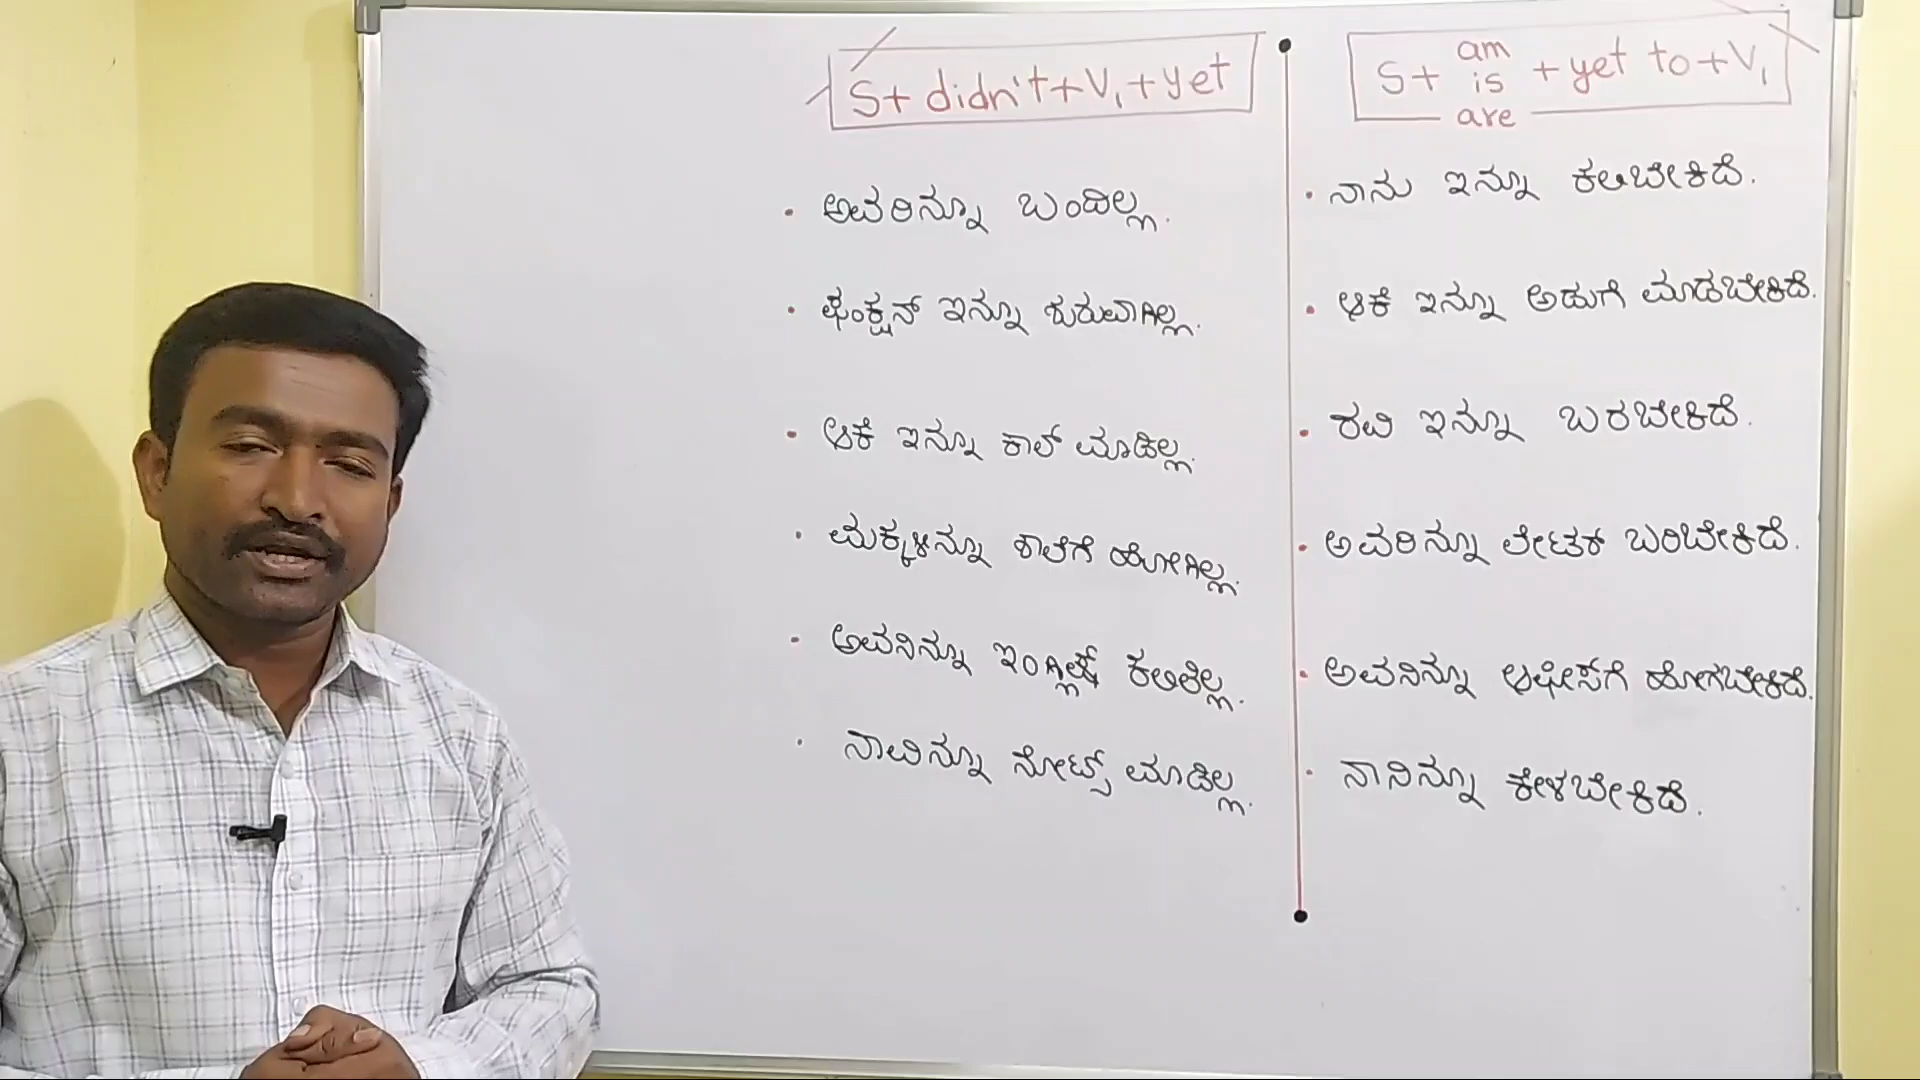 S+ didn't+V₁+yet
• ಅವರಿನ್ನೂ ಬಂದಿಲ್ಲ.
• ಫಂಕ್ಷನ್ ಇನ್ನೂ ಶುರುವಾಗಿಲ್ಲ.
• ಆಕೆ ಇನ್ನೂ ಕಾಲ್ ಮಾಡಿಲ್ಲ.
• ಮಕ್ಕಳಿನ್ನೂ ಶಾಲೆಗೆ ಹೋಗಿಲ್ಲ.
• ಅವನಿನ್ನೂ ಇಂಗ್ಲಿಷ್ ಕಲಿತಿಲ್ಲ.
• ನಾವಿನ್ನೂ ನೋಟ್ಸ್ ಮಾಡಿಲ್ಲ.
am
S+ is +yet to+V₁
are
• ನಾನು ಇನ್ನೂ ಕಲಿಬೇಕಿದೆ.
• ಆಕೆ ಇನ್ನೂ ಅಡುಗೆ ಮಾಡಬೇಕಿದೆ.
• ರವಿ ಇನ್ನೂ ಬರಬೇಕಿದೆ.
• ಅವರಿನ್ನೂ ಲೇಟರ್ ಬರಿಬೇಕಿದೆ.
• ಅವನಿನ್ನೂ ಆಫೀಸ್‌ಗೆ ಹೋಗಬೇಕಿದೆ.
• ನಾನಿನ್ನೂ ಕೇಳಬೇಕಿದೆ.